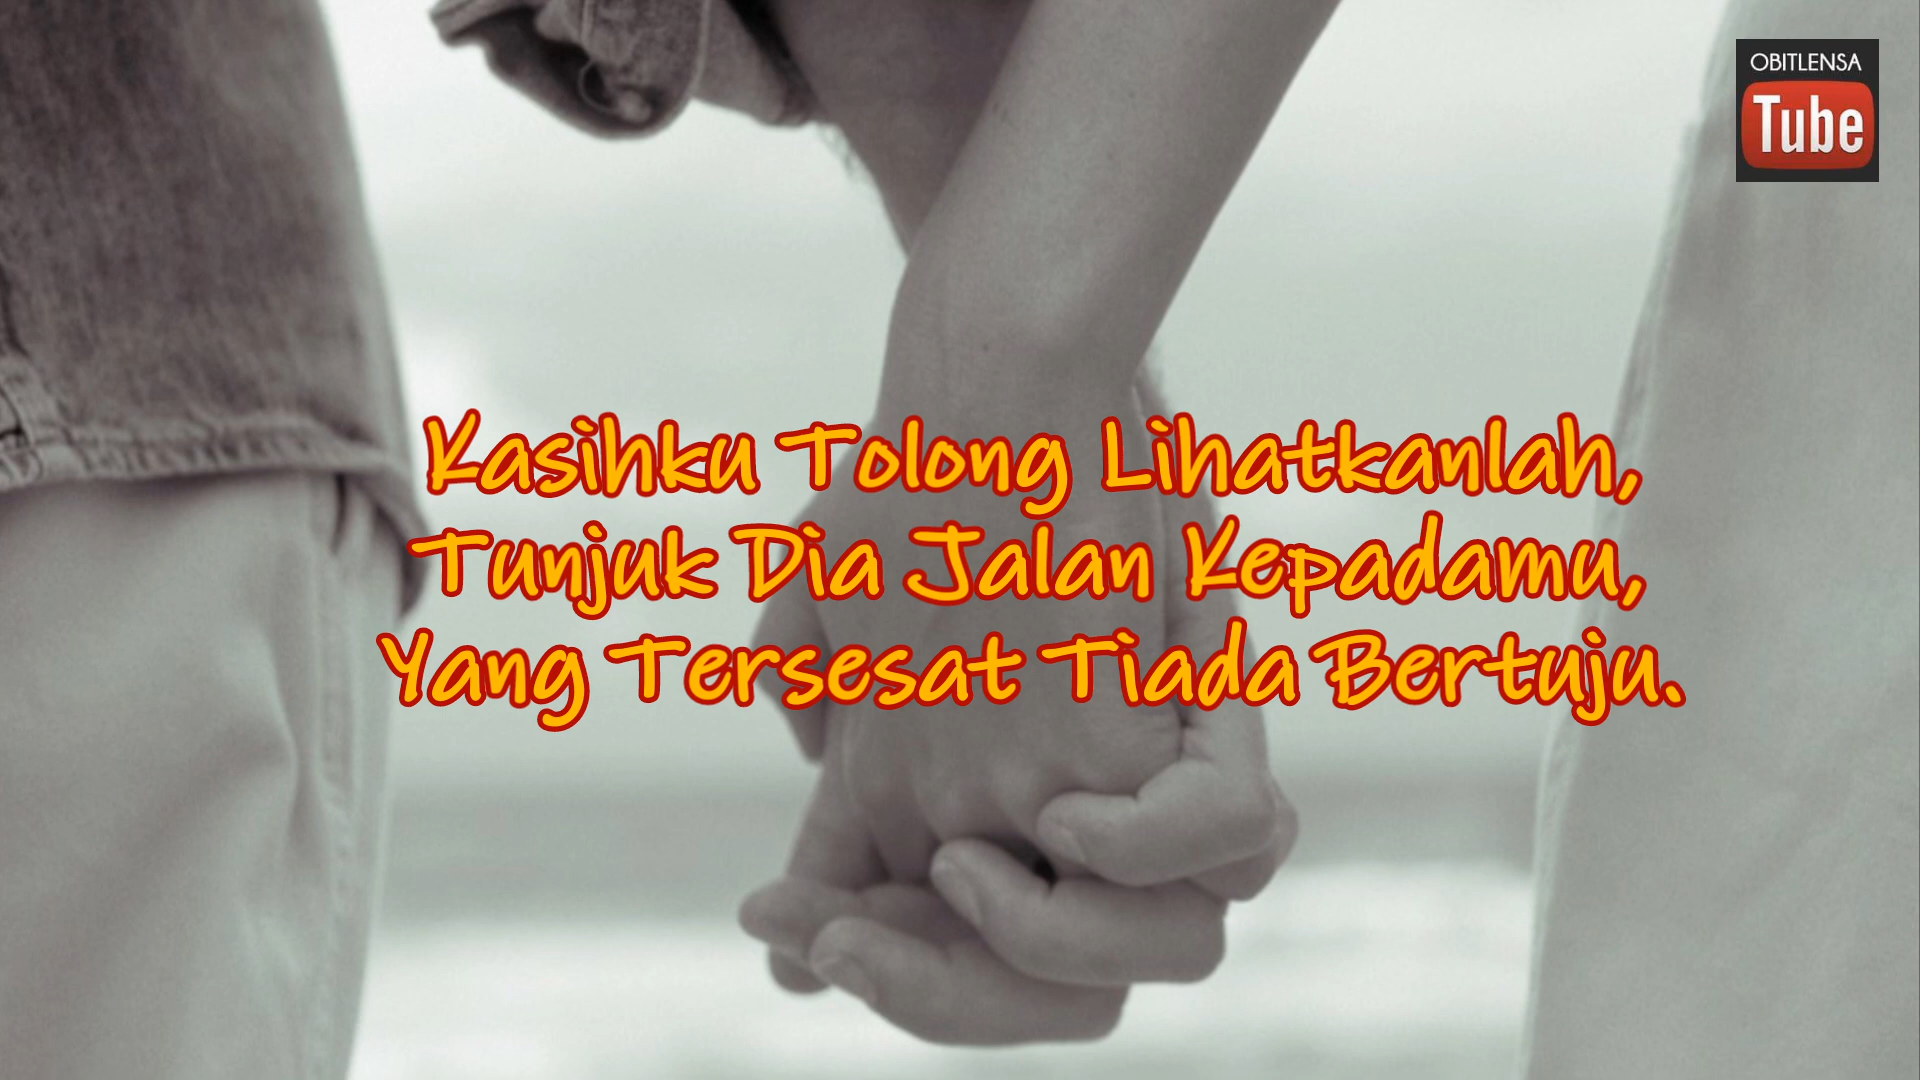 OBITLENSA
Tube
Kasihku Tolong Lihatkanlah,
Tunjuk Dia Jalan Kepadamu,
Yang Tersesat Tiada Bertuju.